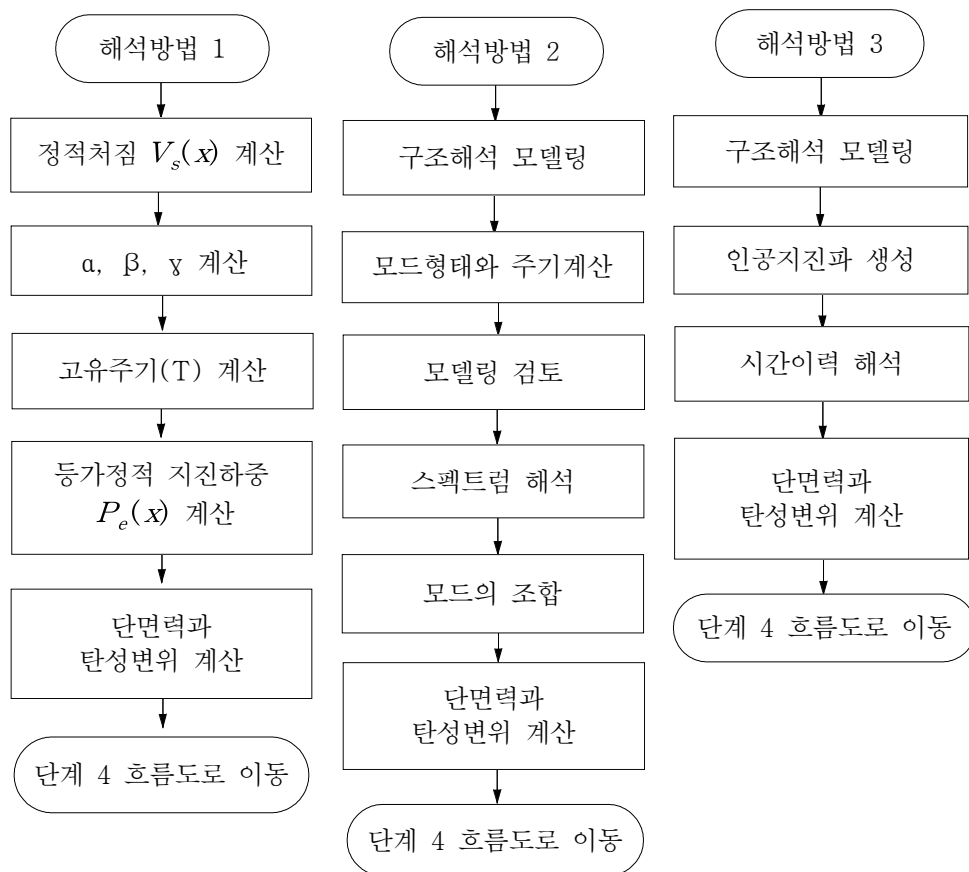 해석방법 1
정적처짐 V_s(x) 계산
α, β, γ 계산
고유주기(T) 계산
등가정적 지진하중
P_e(x) 계산
단면력과
탄성변위 계산
단계 4 흐름도로 이동
해석방법 2
구조해석 모델링
모드형태와 주기계산
모델링 검토
스펙트럼 해석
모드의 조합
단면력과
탄성변위 계산
단계 4 흐름도로 이동
해석방법 3
구조해석 모델링
인공지진파 생성
시간이력 해석
단면력과
탄성변위 계산
단계 4 흐름도로 이동